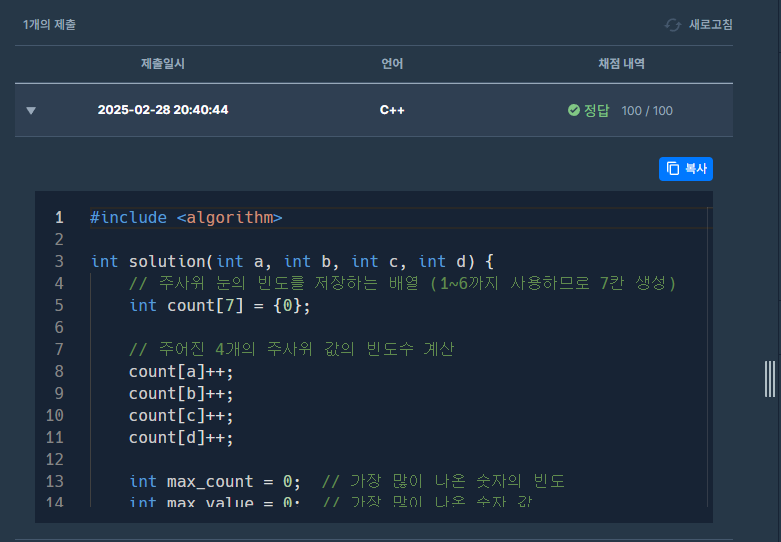 1개의 제출
새로고침
제출일시 언어 채점 내역
2025-02-28 20:40:44 C++ 정답 100 / 100
복사
1 #include <algorithm>
2
3 int solution(int a, int b, int c, int d) {
4 // 주사위 눈의 빈도를 저장하는 배열 (1~6까지 사용하므로 7칸 생성)
5 int count[7] = {0};
6
7 // 주어진 4개의 주사위 값의 빈도수 계산
8 count[a]++;
9 count[b]++;
10 count[c]++;
11 count[d]++;
12
13 int max_count = 0; // 가장 많이 나온 숫자의 빈도
14 int max_value = 0; // 가장 많이 나온 숫자 값